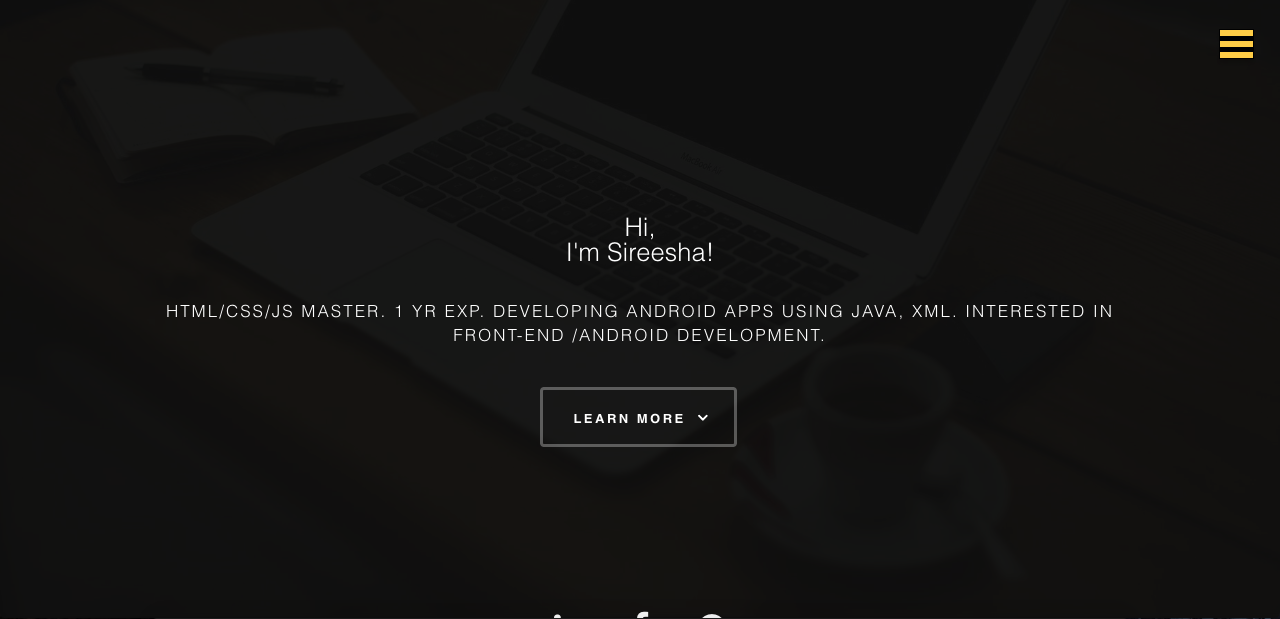 Hi,
I'm Sireesha!
HTML/CSS/JS MASTER. 1 YR EXP. DEVELOPING ANDROID APPS USING JAVA, XML. INTERESTED IN
FRONT-END /ANDROID DEVELOPMENT.
LEARN MORE